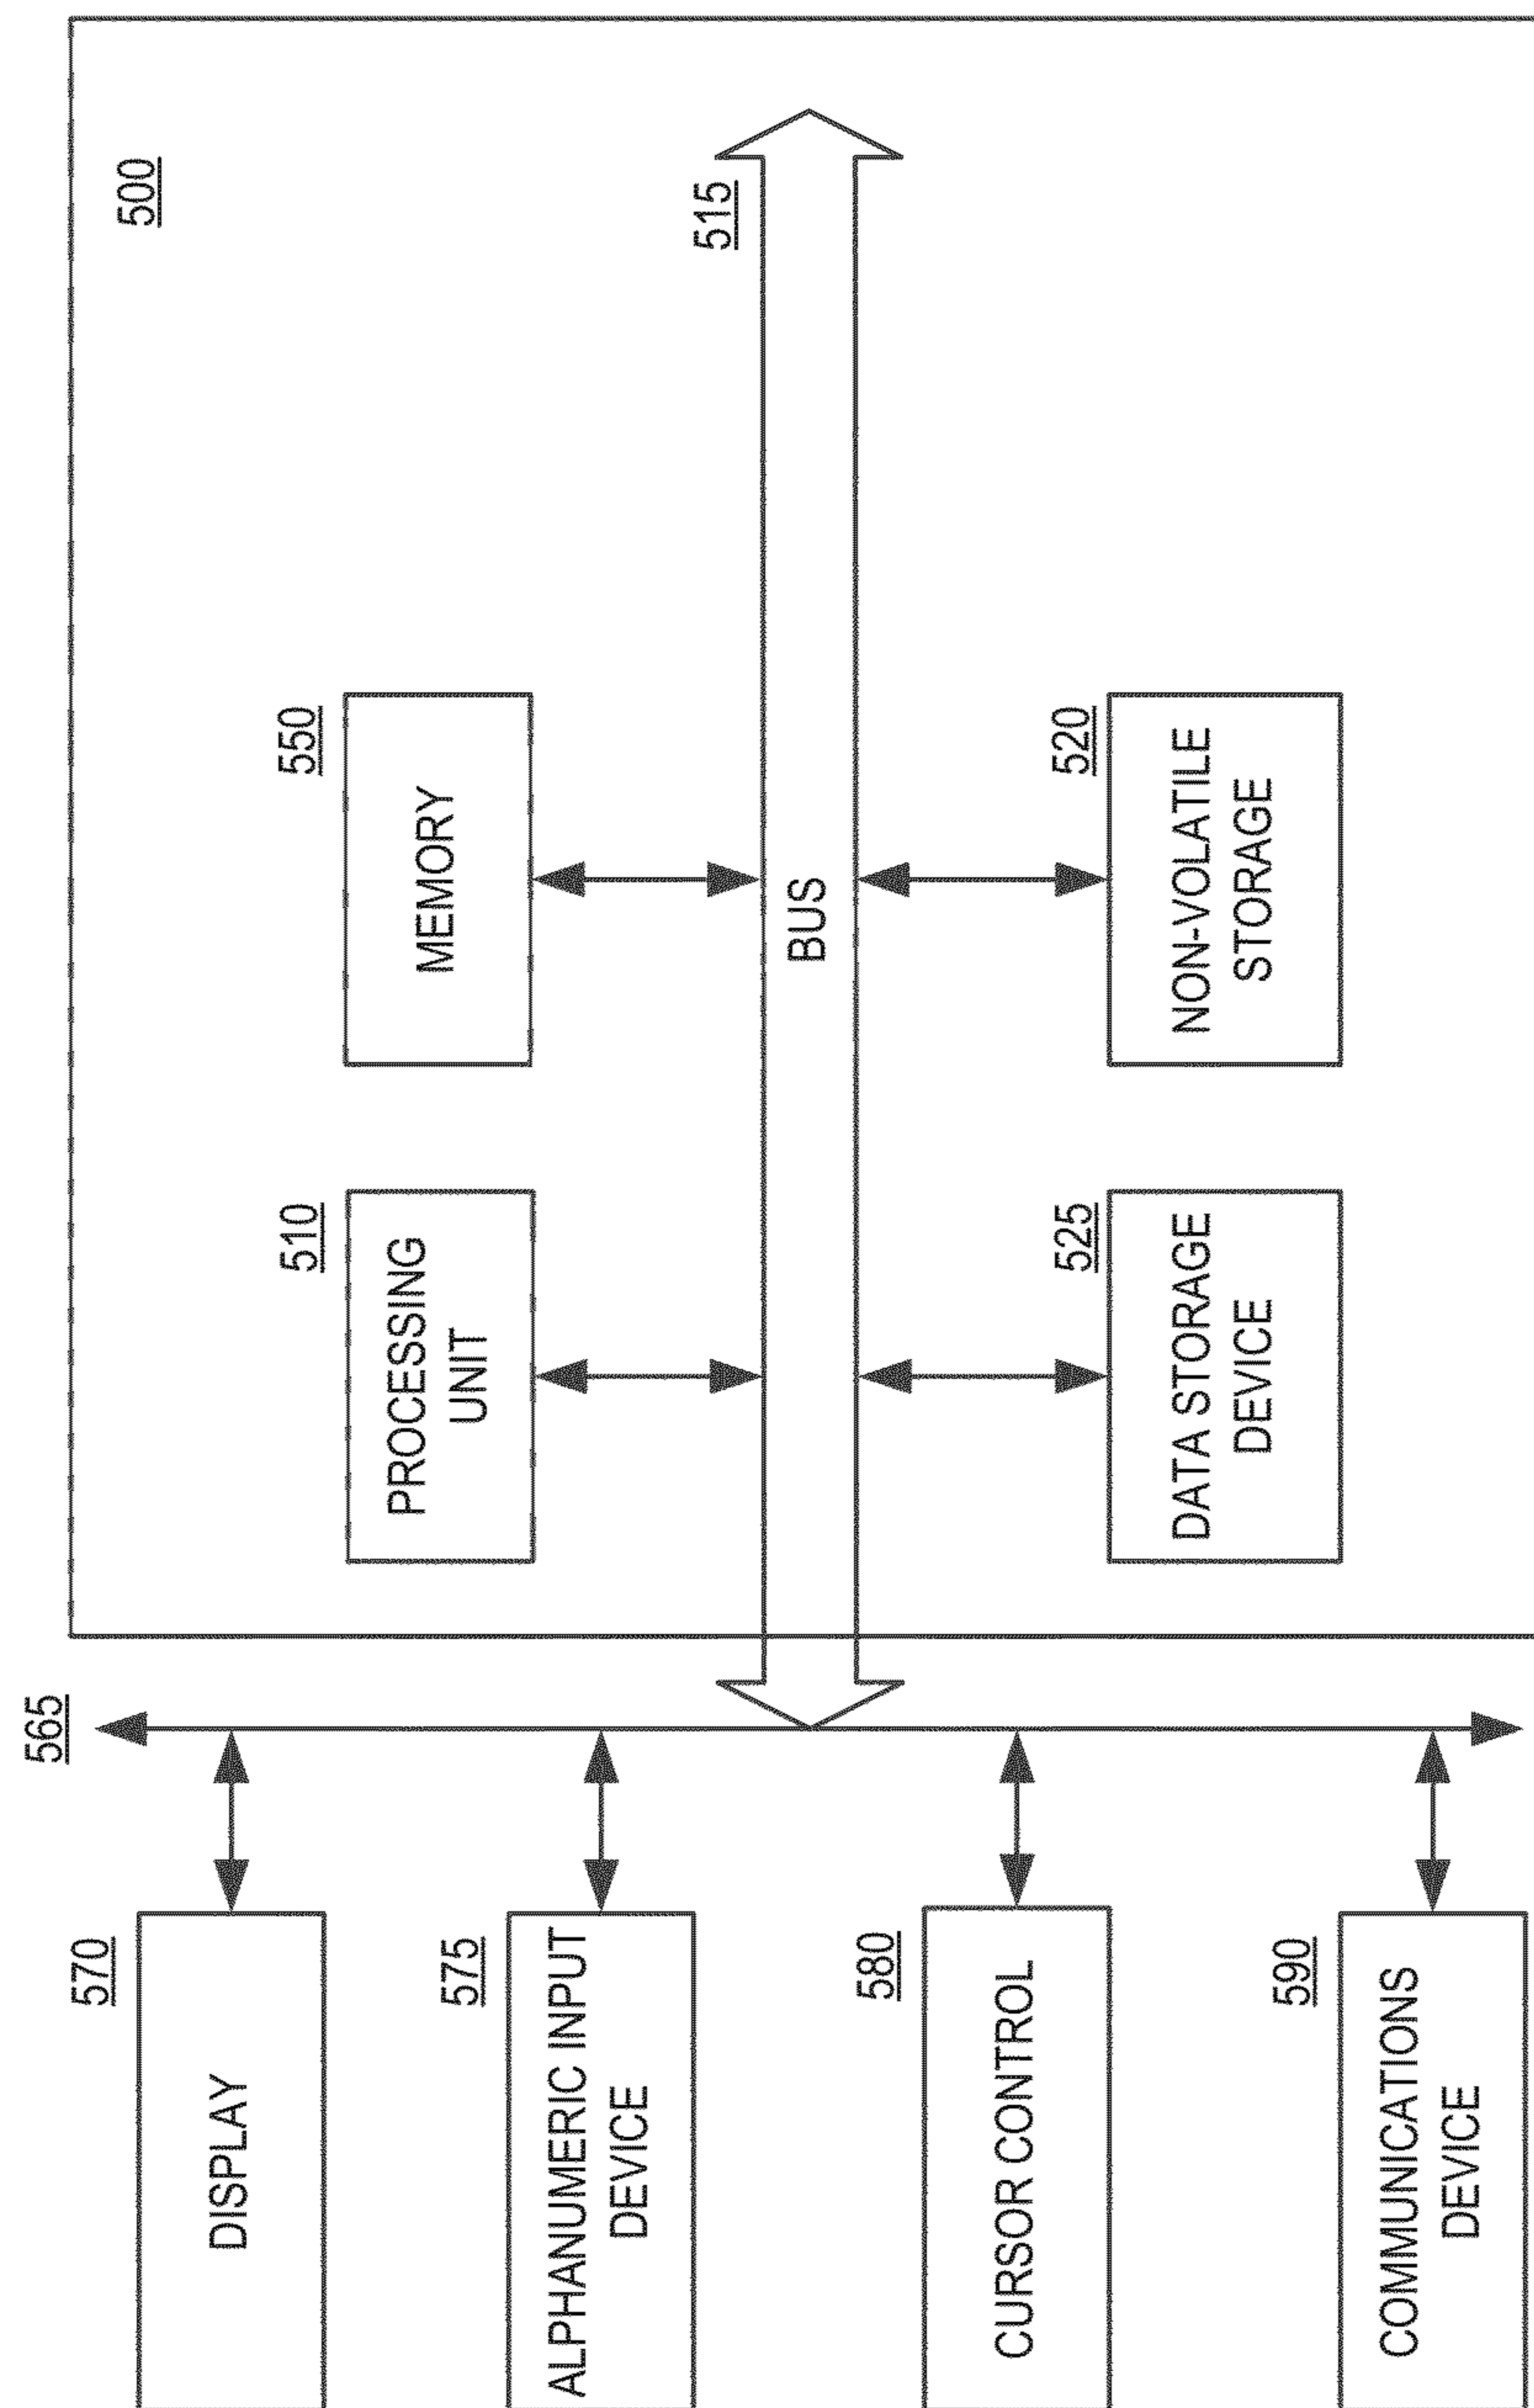 500
515
BUS
550
MEMORY
510
PROCESSING
UNIT
520
NON-VOLATILE
STORAGE
525
DATA STORAGE
DEVICE
565
570
DISPLAY
575
ALPHANUMERIC INPUT
DEVICE
580
CURSOR CONTROL
590
COMMUNICATIONS
DEVICE